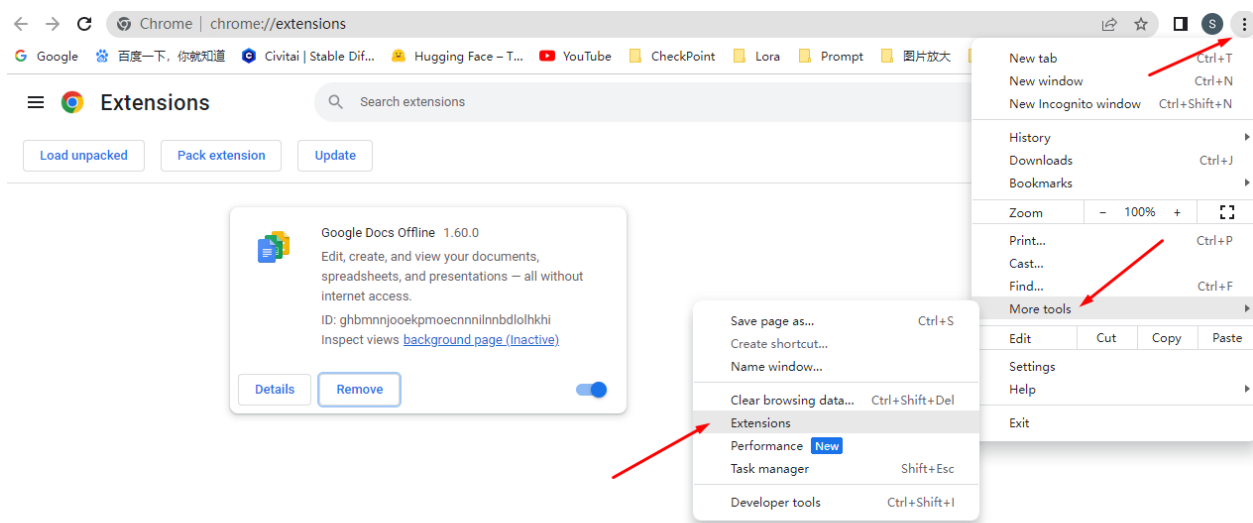 Chrome | chrome://extensions
S
Google 百度一下，你就知道 Civitai | Stable Dif... Hugging Face – T... YouTube CheckPoint Lora Prompt 图片放大
Extensions
Search extensions
Load unpacked Pack extension Update
Google Docs Offline 1.60.0
Edit, create, and view your documents,
spreadsheets, and presentations — all without
internet access.
ID: ghbmnnjooekpmoecnnnilnnbdlolhkhi
Inspect views background page (Inactive)
Details Remove
New tab Ctrl+T
New window Ctrl+N
New Incognito window Ctrl+Shift+N
History
Downloads Ctrl+J
Bookmarks
Zoom - 100% +
Print... Ctrl+P
Cast...
Find... Ctrl+F
More tools
Edit Cut Copy Paste
Settings
Help
Exit
Save page as... Ctrl+S
Create shortcut...
Name window...
Clear browsing data... Ctrl+Shift+Del
Extensions
Performance New
Task manager Shift+Esc
Developer tools Ctrl+Shift+I